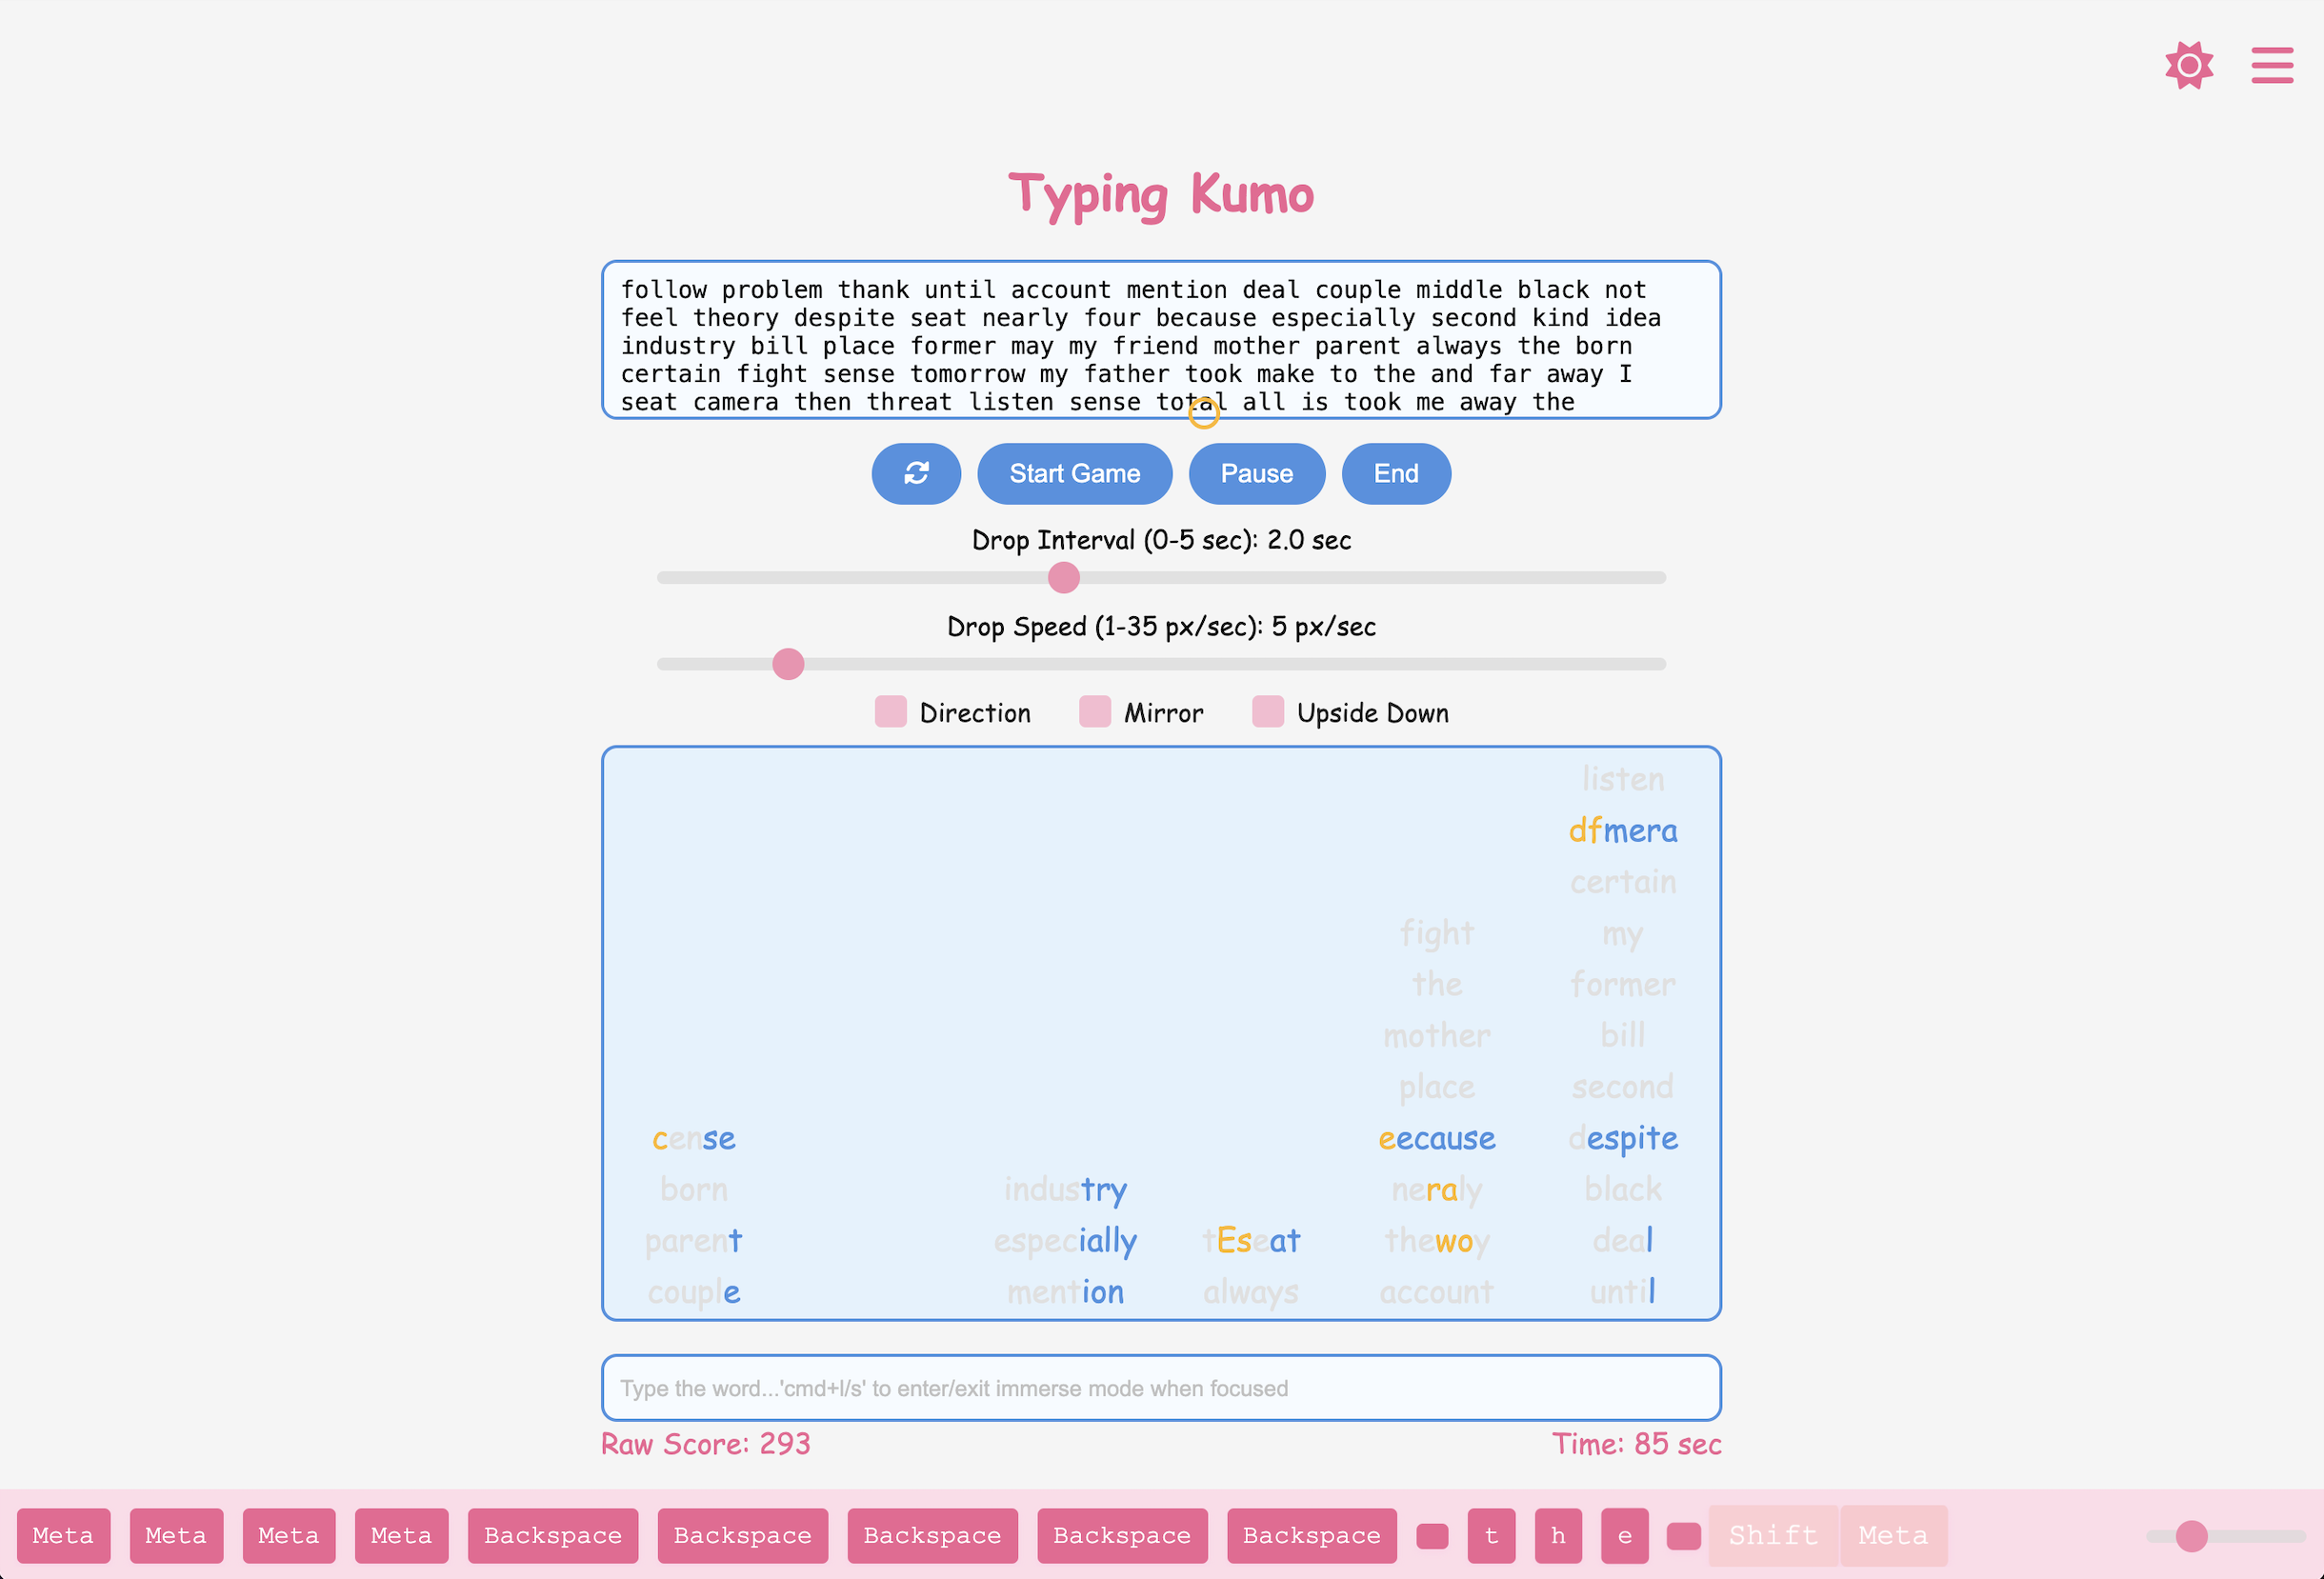 Typing Kumo
follow problem thank until account mention deal couple middle black not
feel theory despite seat nearly four because especially second kind idea
industry bill place former may my friend mother parent always the born
certain fight sense tomorrow my father took make to the and far away I
seat camera then threat listen sense total all is took me away the
Start Game Pause End
Drop Interval (0-5 sec): 2.0 sec
Drop Speed (1-35 px/sec): 5 px/sec
Direction Mirror Upside Down
listen
dfmera
certain
fight my
the former
mother bill
place second
cense eecause despite
born industry neraly black
parent especially tEseat thewoy deal
couple mention always account until
Type the word...'cmd+I/s' to enter/exit immerse mode when focused
Raw Score: 293 Time: 85 sec
Meta Meta Meta Meta Backspace Backspace Backspace Backspace Backspace t h e Shift Meta